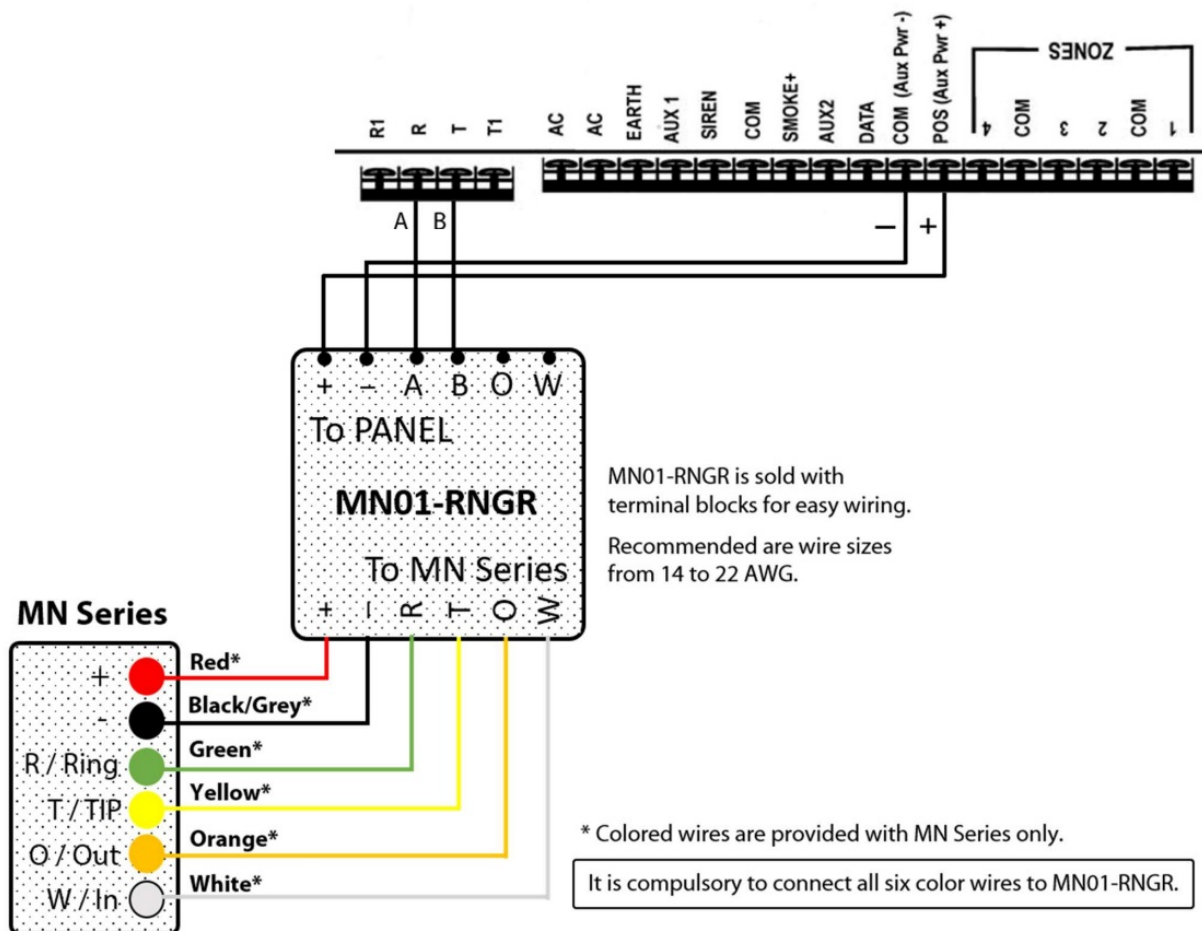 ZONES
R1 R T T1 AC AC EARTH AUX 1 SIREN COM SMOKE+ AUX2 DATA COM (Aux Pwr -) POS (Aux Pwr +) 4 COM 3 2 COM 1
A B − +
+ − A B O W
To PANEL
MN01-RNGR
To MN Series
+ − R T O W
MN01-RNGR is sold with
terminal blocks for easy wiring.
Recommended are wire sizes
from 14 to 22 AWG.
MN Series
+ Red*
- Black/Grey*
R / Ring Green*
T / TIP Yellow*
O / Out Orange*
W / In White*
* Colored wires are provided with MN Series only.
It is compulsory to connect all six color wires to MN01-RNGR.